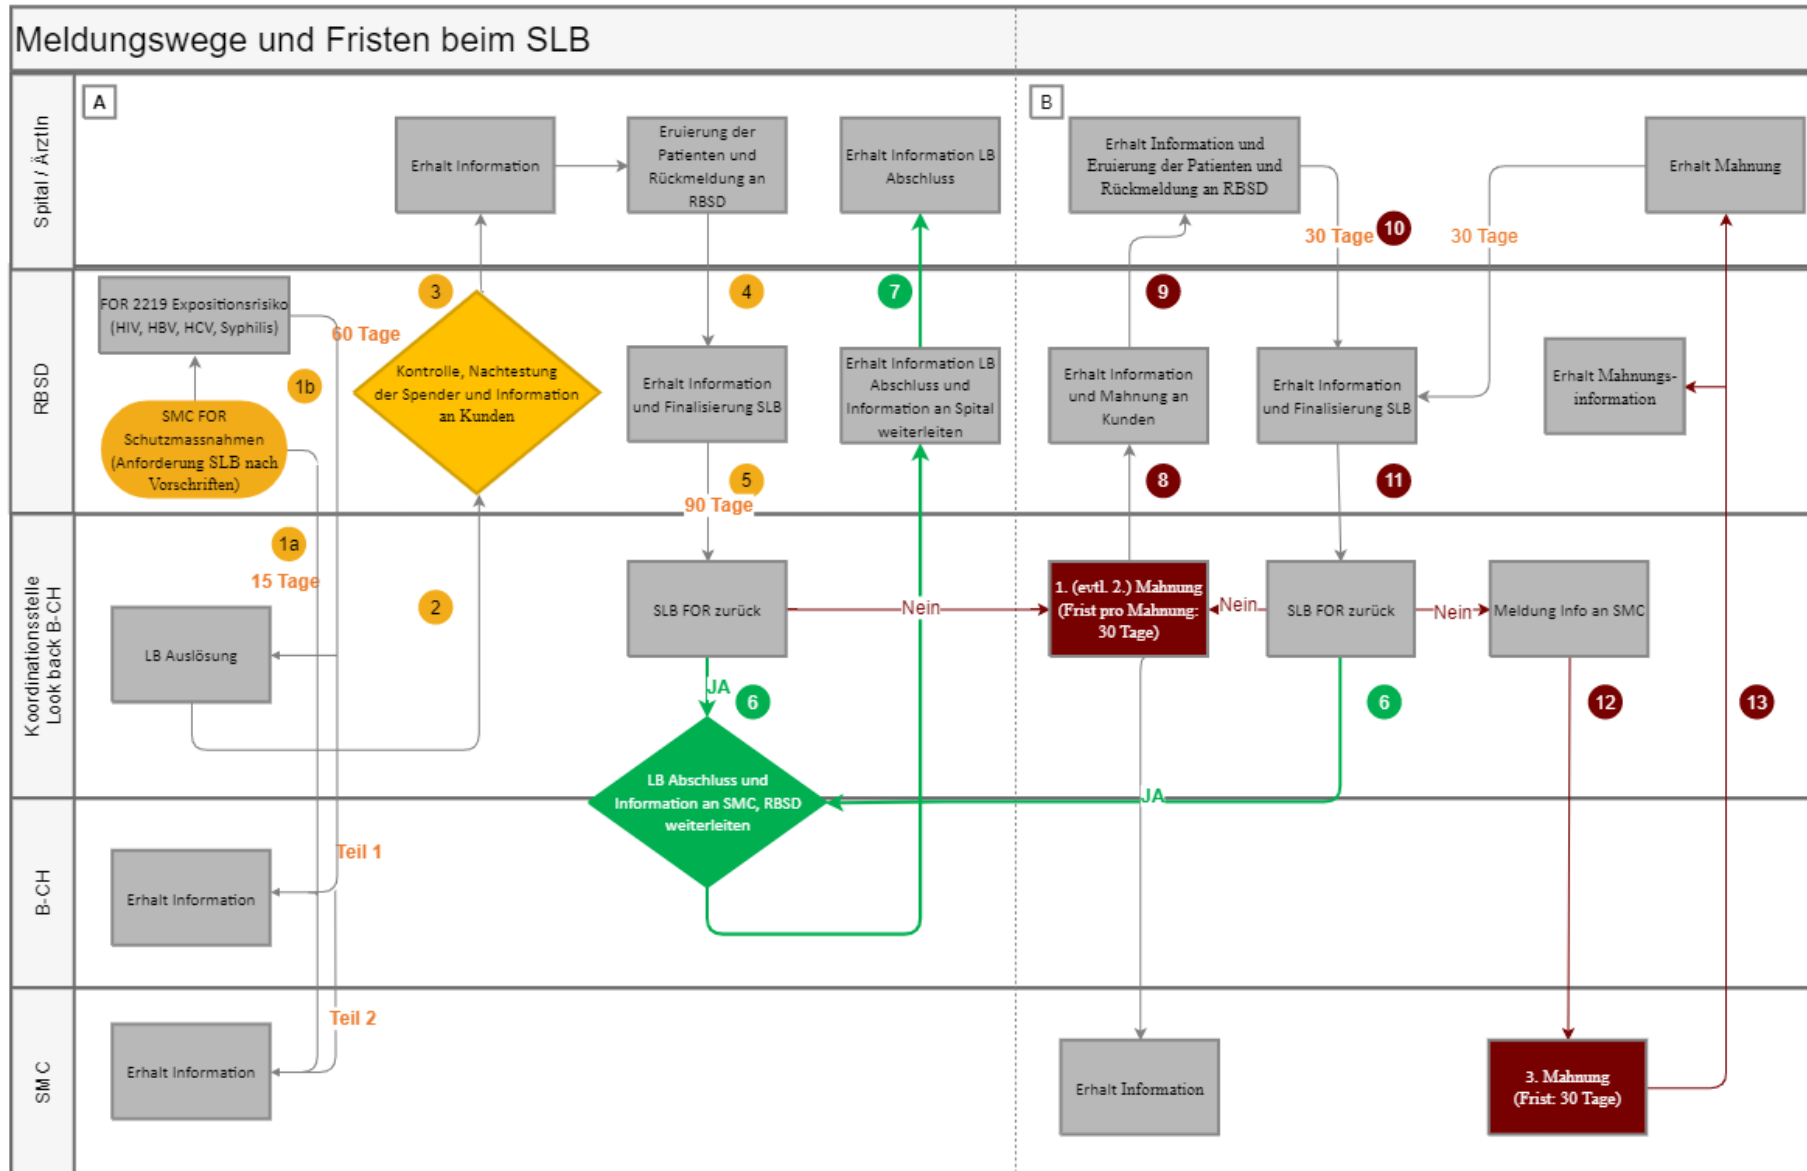 Meldungswege und Fristen beim SLB
Spital / ÄrztIn
A
Erhalt Information
Eruierung der
Patienten und
Rückmeldung an
RBSD
Erhalt Information LB
Abschluss
B
Erhalt Information und
Eruierung der Patienten und
Rückmeldung an RBSD
Erhalt Mahnung
30 Tage
10
30 Tage
RBSD
FOR 2219 Expositionsrisiko
(HIV, HBV, HCV, Syphilis)
60 Tage
1b
SMC FOR
Schutzmassnahmen
(Anforderung SLB nach
Vorschriften)
3
Kontrolle, Nachtestung
der Spender und Information
an Kunden
4
Erhalt Information
und Finalisierung SLB
5
90 Tage
7
Erhalt Information LB
Abschluss und
Information an Spital
weiterleiten
9
Erhalt Information
und Mahnung an
Kunden
8
Erhalt Information
und Finalisierung SLB
11
Erhalt Mahnungs-
information
Koordinationsstelle
Look back B-CH
1a
15 Tage
2
LB Auslösung
SLB FOR zurück
Nein
JA
6
LB Abschluss und
Information an SMC, RBSD
weiterleiten
1. (evtl. 2.) Mahnung
(Frist pro Mahnung:
30 Tage)
Nein
SLB FOR zurück
Nein
Meldung Info an SMC
6
JA
12
13
B-CH
Teil 1
Erhalt Information
SMC
Teil 2
Erhalt Information
Erhalt Information
3. Mahnung
(Frist: 30 Tage)